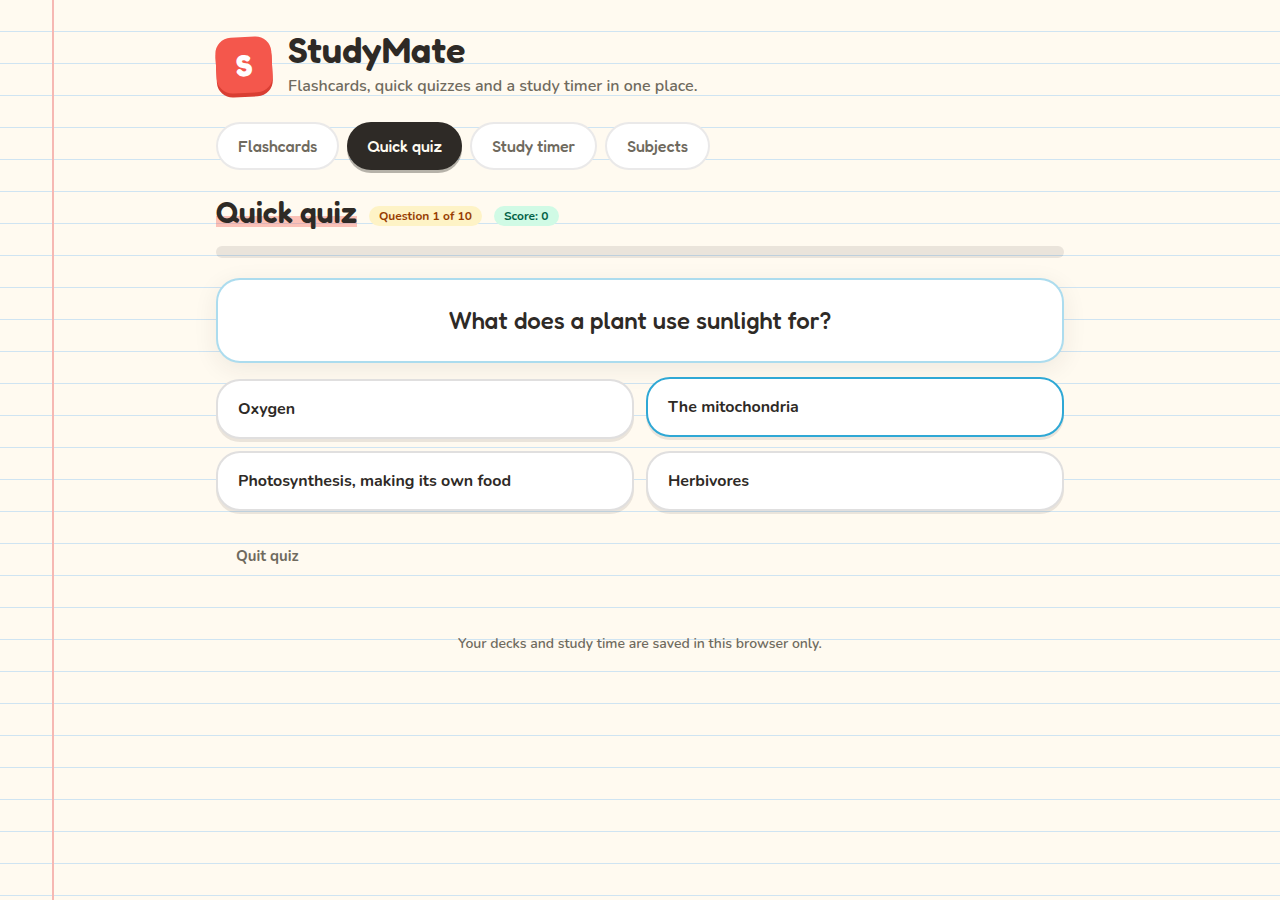 S
StudyMate
Flashcards, quick quizzes and a study timer in one place.
Flashcards
Quick quiz
Study timer
Subjects
Quick quiz
Question 1 of 10
Score: 0
What does a plant use sunlight for?
Oxygen
The mitochondria
Photosynthesis, making its own food
Herbivores
Quit quiz
Your decks and study time are saved in this browser only.